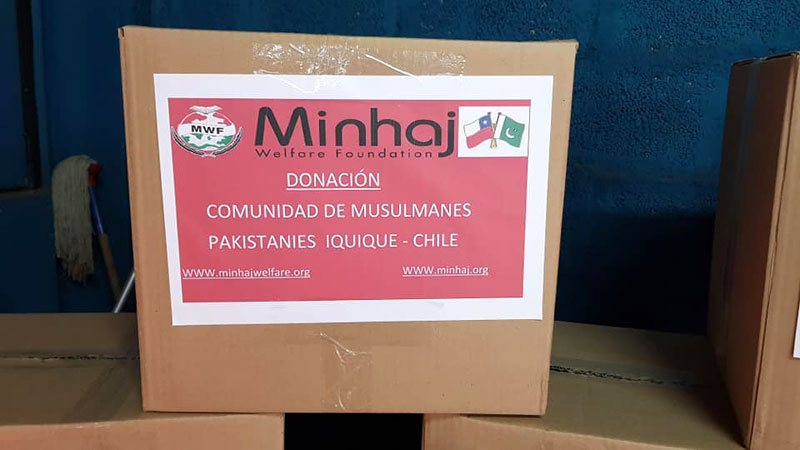 MWF
Minhaj
Welfare Foundation
DONACIÓN
COMUNIDAD DE MUSULMANES
PAKISTANIES IQUIQUE - CHILE
WWW.minhajwelfare.org WWW.minhaj.org